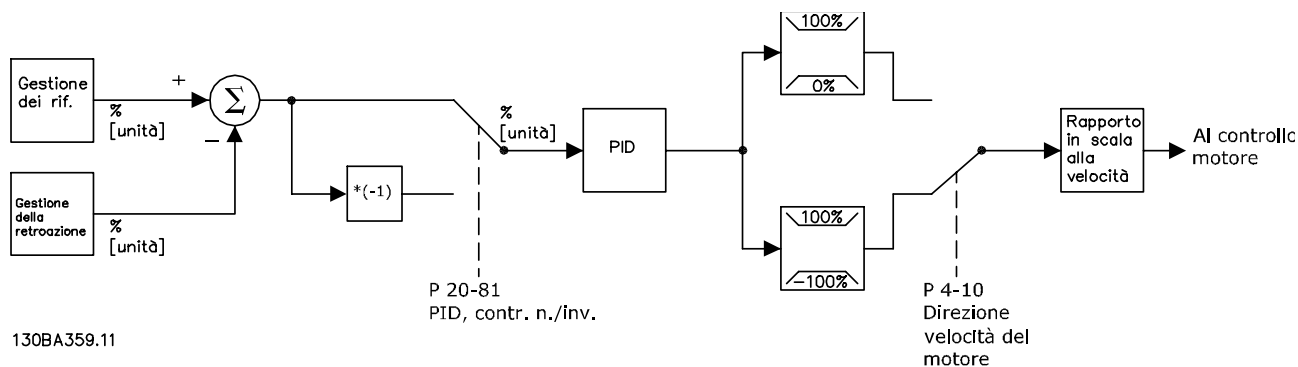 Gestione
dei rif.
+
%
[unità]
Σ
−
Gestione
della
retroazione
%
[unità]
*(-1)
P 20-81
PID, contr. n./inv.
%
[unità]
PID
100%
0%
100%
−100%
P 4-10
Direzione
velocità del
motore
Rapporto
in scala
alla
velocità
Al controllo
motore
130BA359.11